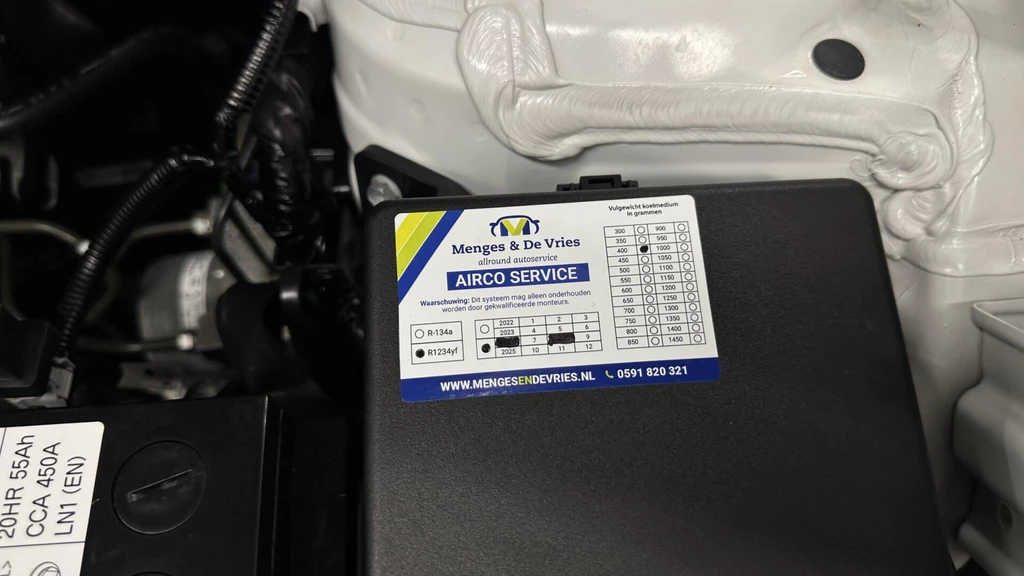 Menges & De Vries
allround autoservice
AIRCO SERVICE
Waarschuwing: Dit systeem mag alleen onderhouden
worden door gekwalificeerde monteurs.
R-134a
R1234yf
2022 1 2 3
2023 4 5 6
7 9
2025 10 11 12
Vulgewicht koelmedium
in grammen
300 900
350 950
400 1000
450 1050
500 1100
550 1150
600 1200
650 1250
700 1300
750 1350
800 1400
850 1450
WWW.MENGESENDEVRIES.NL 0591 820 321
20HR 55Ah
CCA 450A
LN1 (EN)